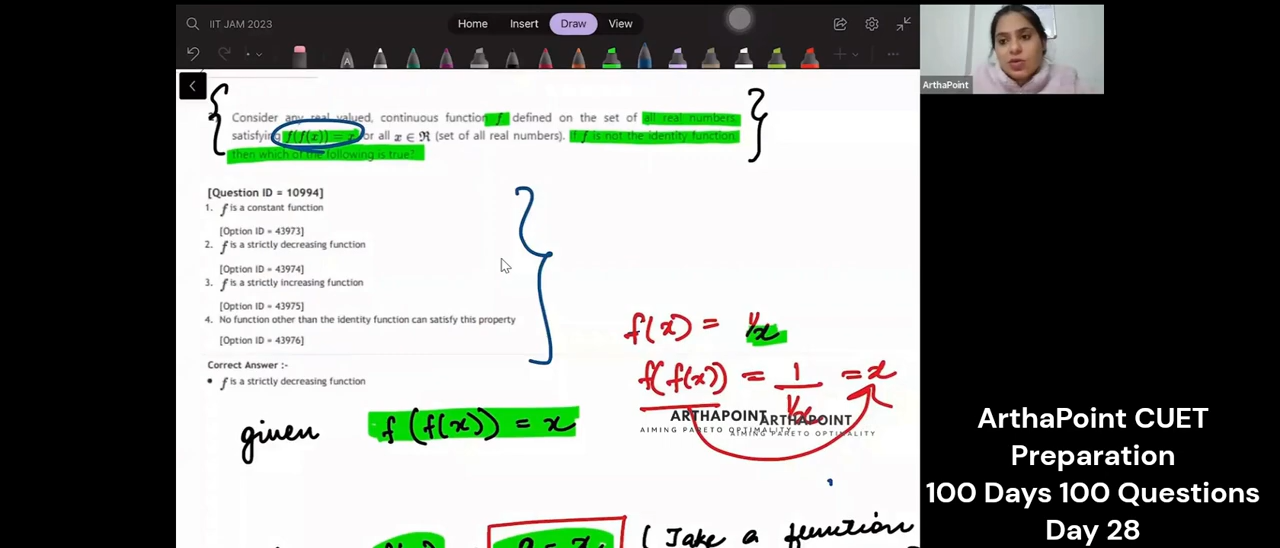 IIT JAM 2023
Home Insert Draw View
ArthaPoint
Consider any real valued, continuous function f defined on the set of all real numbers
satisfying f(f(x)) = x for all x ∈ ℜ (set of all real numbers). If f is not the identity function
then which of the following is true?
[Question ID = 10994]
1. f is a constant function
[Option ID = 43973]
2. f is a strictly decreasing function
[Option ID = 43974]
3. f is a strictly increasing function
[Option ID = 43975]
4. No function other than the identity function can satisfy this property
[Option ID = 43976]
Correct Answer :-
• f is a strictly decreasing function
f(x) = 1/x
f(f(x)) = 1/(1/x) = x
ARTHAPOINT
AIMING PARETO OPTIMALITY
ARTHAPOINT
AIMING PARETO OPTIMALITY
given f(f(x)) = x
(Take a function
ArthaPoint CUET
Preparation
100 Days 100 Questions
Day 28